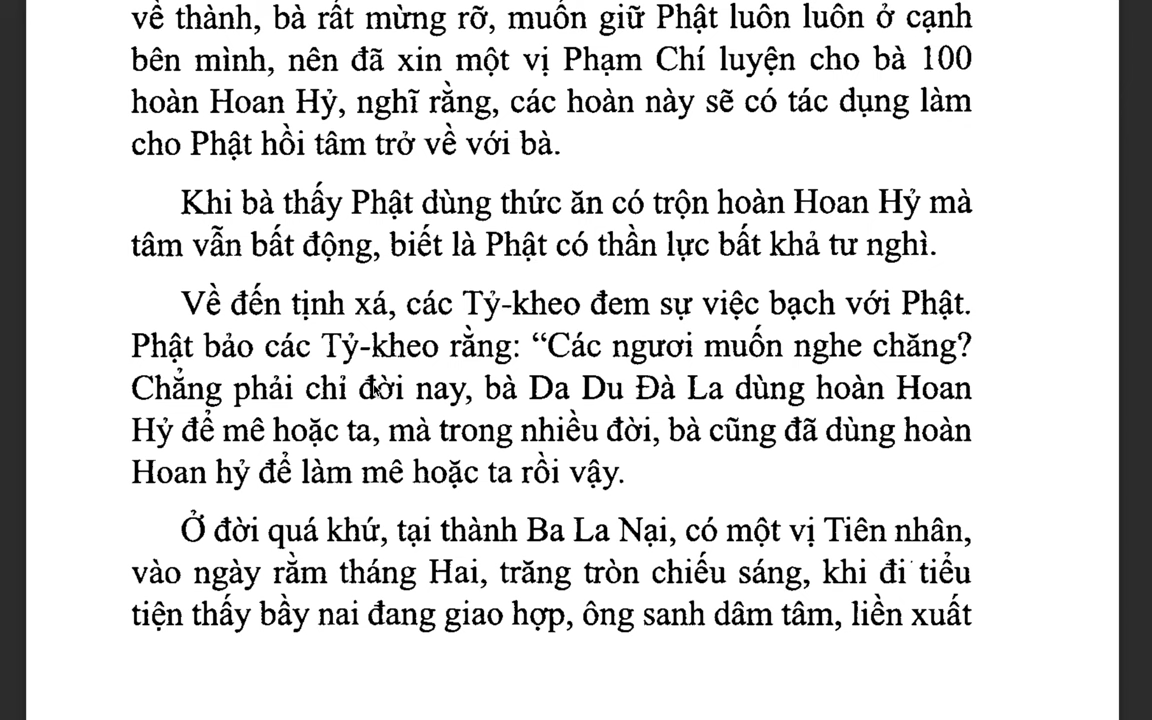 về thành, bà rất mừng rỡ, muốn giữ Phật luôn luôn ở cạnh
bên mình, nên đã xin một vị Phạm Chí luyện cho bà 100
hoàn Hoan Hỷ, nghĩ rằng, các hoàn này sẽ có tác dụng làm
cho Phật hồi tâm trở về với bà.
Khi bà thấy Phật dùng thức ăn có trộn hoàn Hoan Hỷ mà
tâm vẫn bất động, biết là Phật có thần lực bất khả tư nghì.
Về đến tịnh xá, các Tỷ-kheo đem sự việc bạch với Phật.
Phật bảo các Tỷ-kheo rằng: “Các ngươi muốn nghe chăng?
Chẳng phải chỉ đời nay, bà Da Du Đà La dùng hoàn Hoan
Hỷ để mê hoặc ta, mà trong nhiều đời, bà cũng đã dùng hoàn
Hoan hỷ để làm mê hoặc ta rồi vậy.
Ở đời quá khứ, tại thành Ba La Nại, có một vị Tiên nhân,
vào ngày rằm tháng Hai, trăng tròn chiếu sáng, khi đi tiểu
tiện thấy bầy nai đang giao hợp, ông sanh dâm tâm, liền xuất